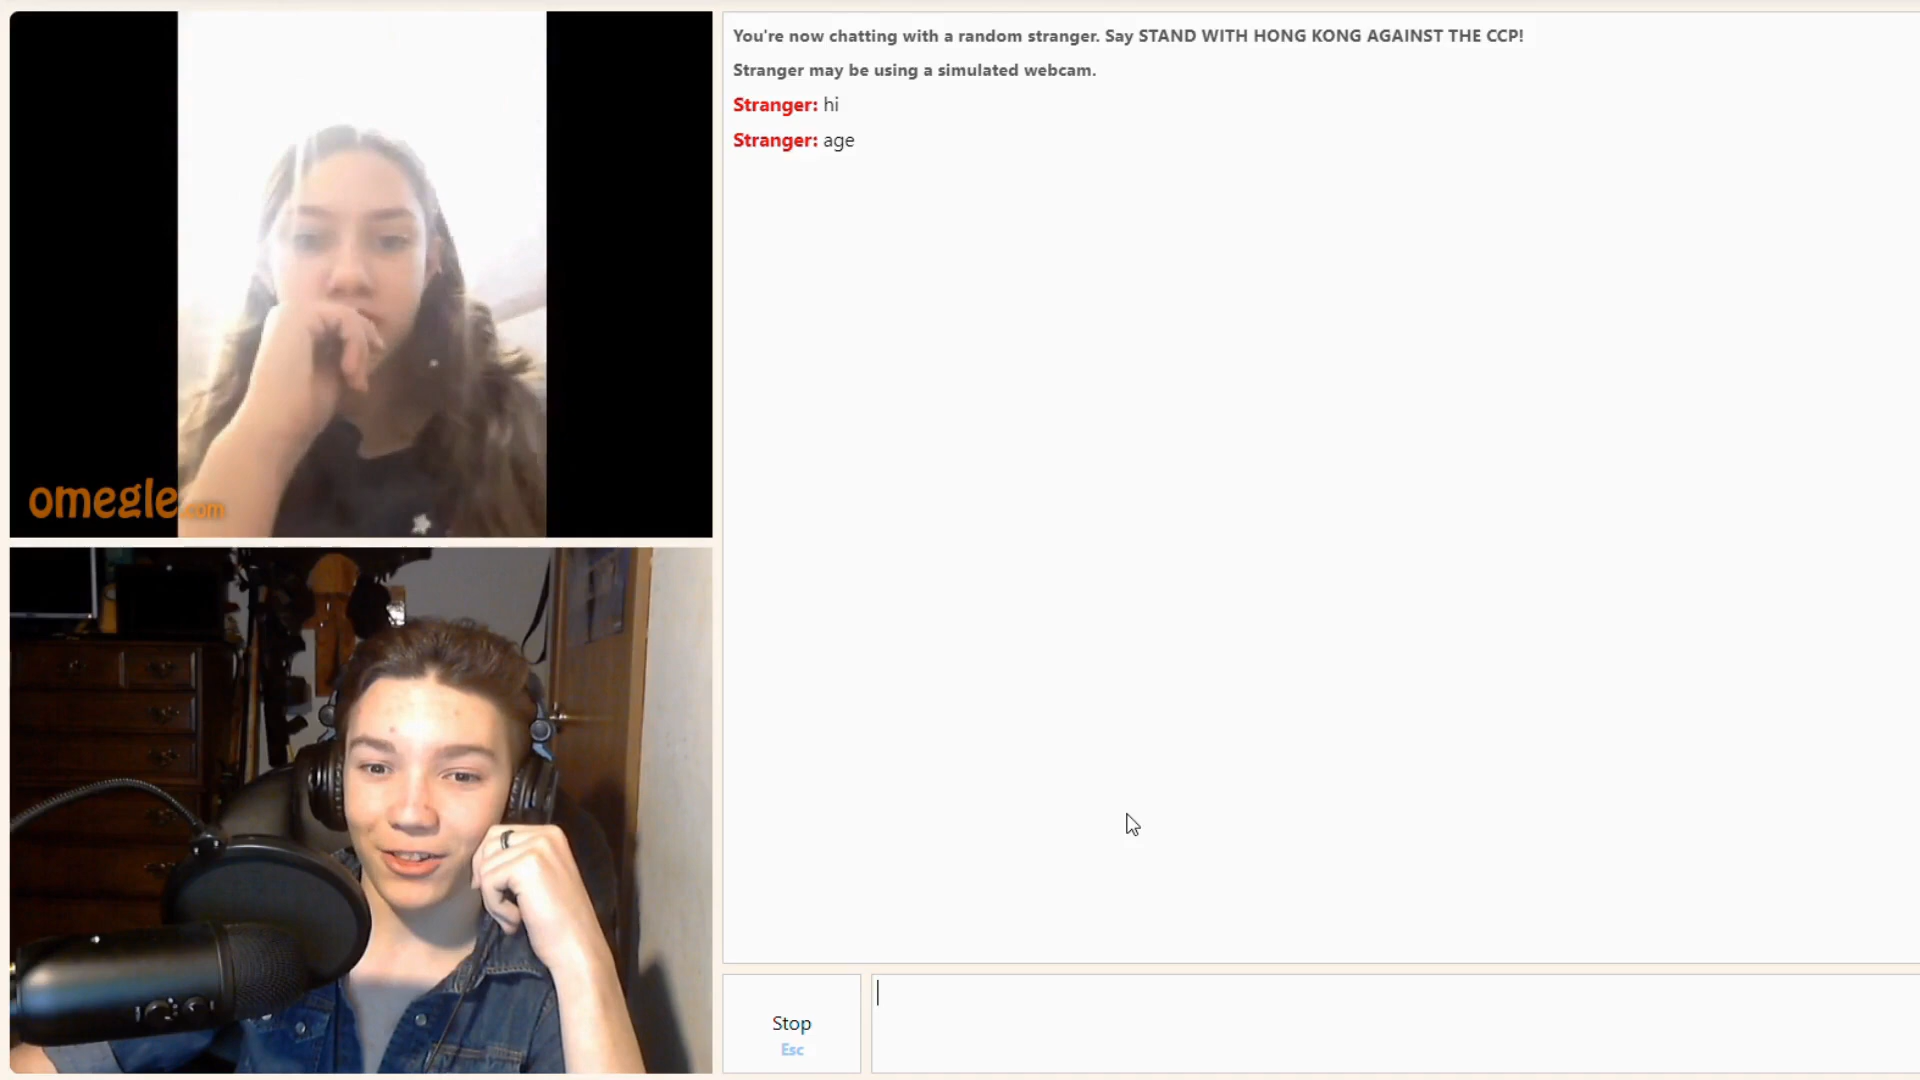 You're now chatting with a random stranger. Say STAND WITH HONG KONG AGAINST THE CCP!
Stranger may be using a simulated webcam.
Stranger: hi
Stranger: age
omegle.com
Stop
Esc